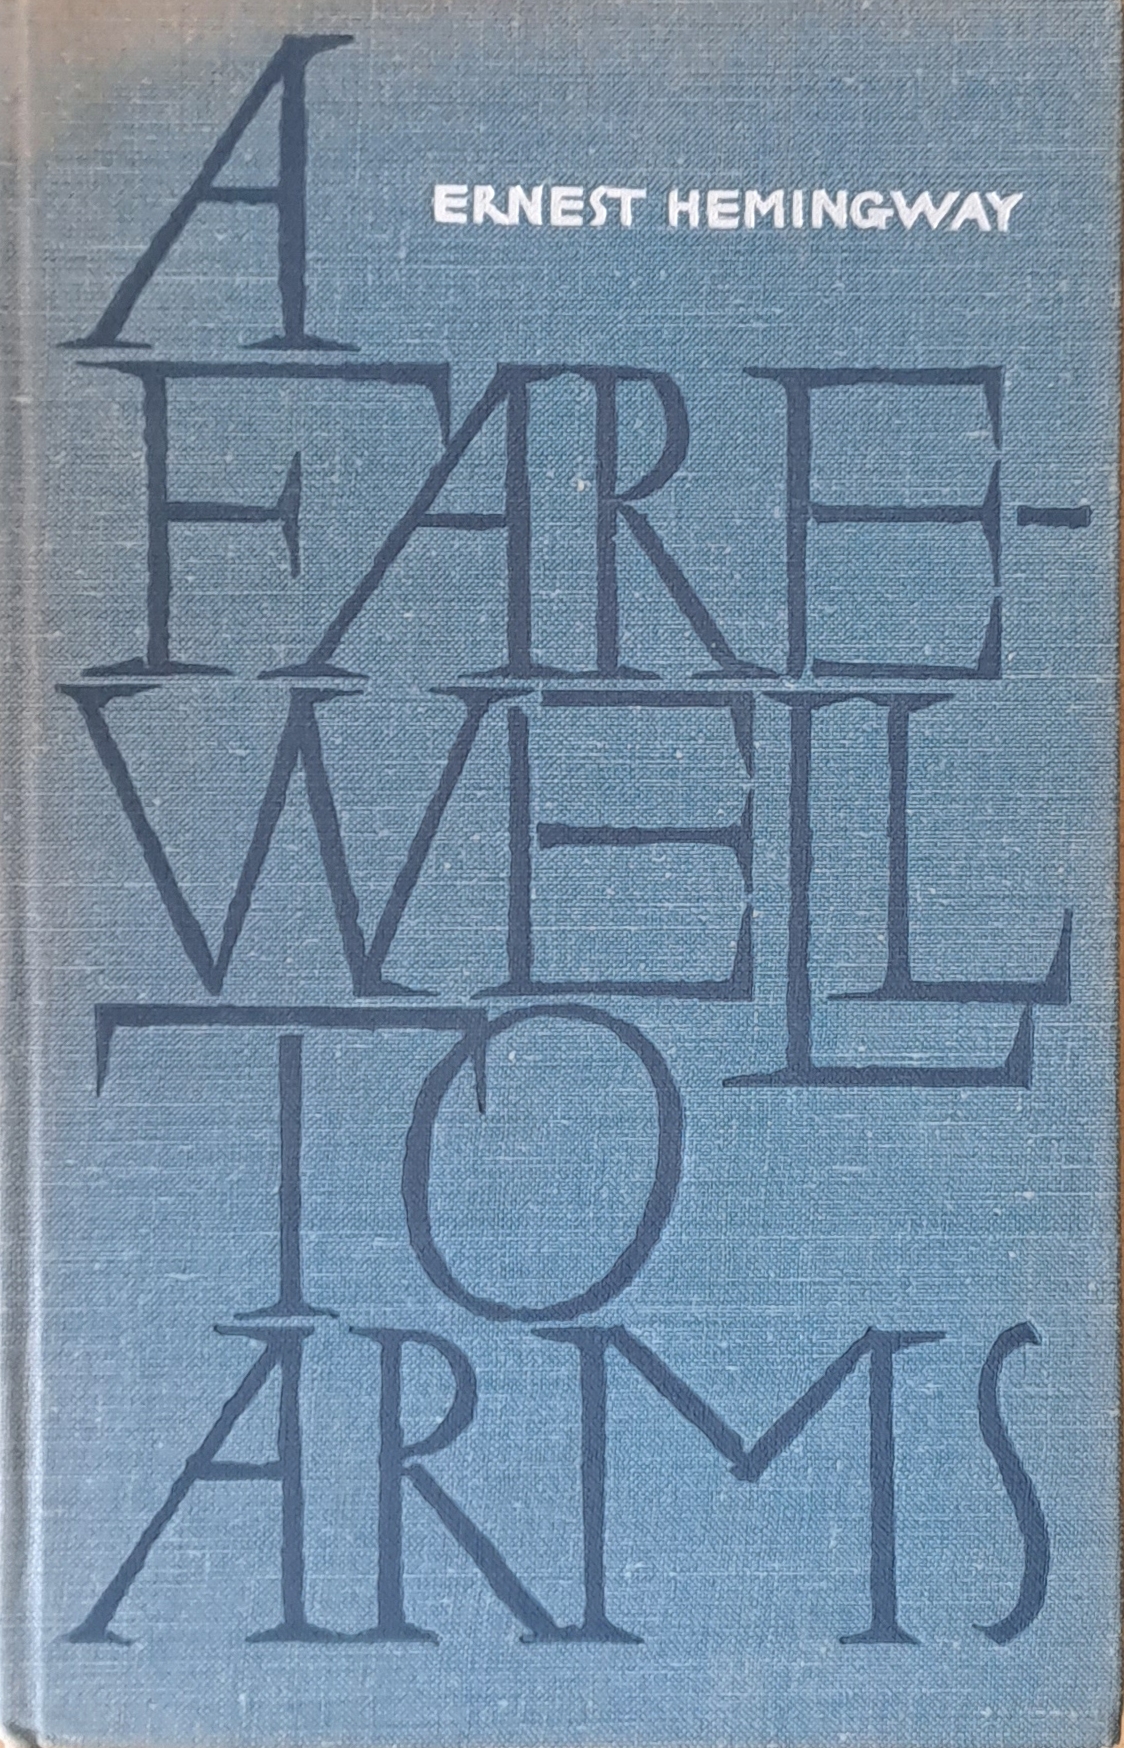 A
ERNEST HEMINGWAY
FARE-
WELL
TO
ARMS